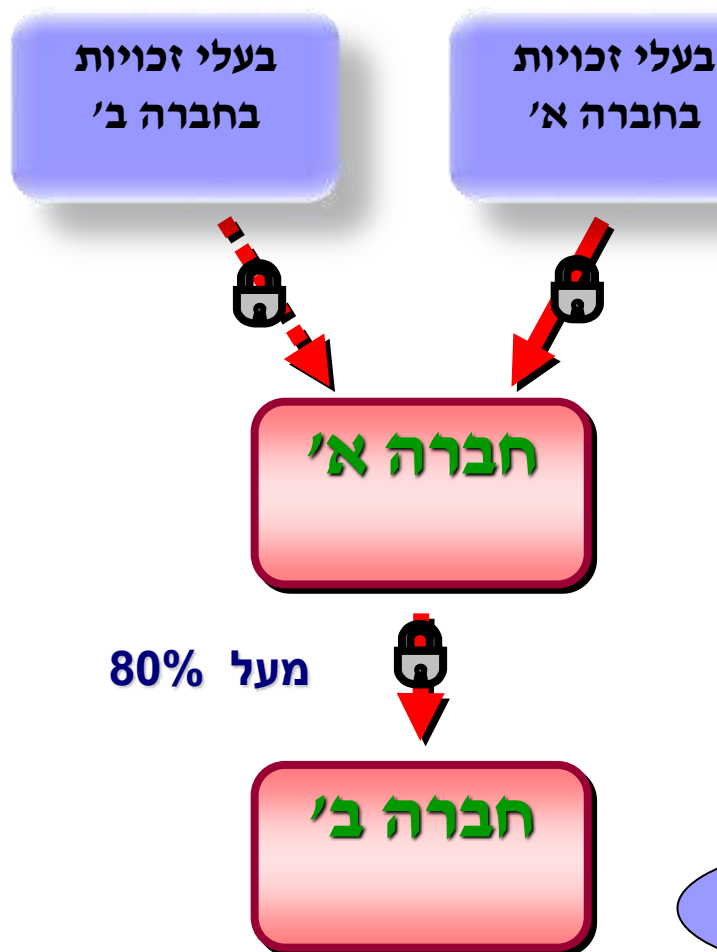 בעלי זכויות
בחברה א׳
בעלי זכויות
בחברה ב׳
חברה א׳
מעל 80%
חברה ב׳